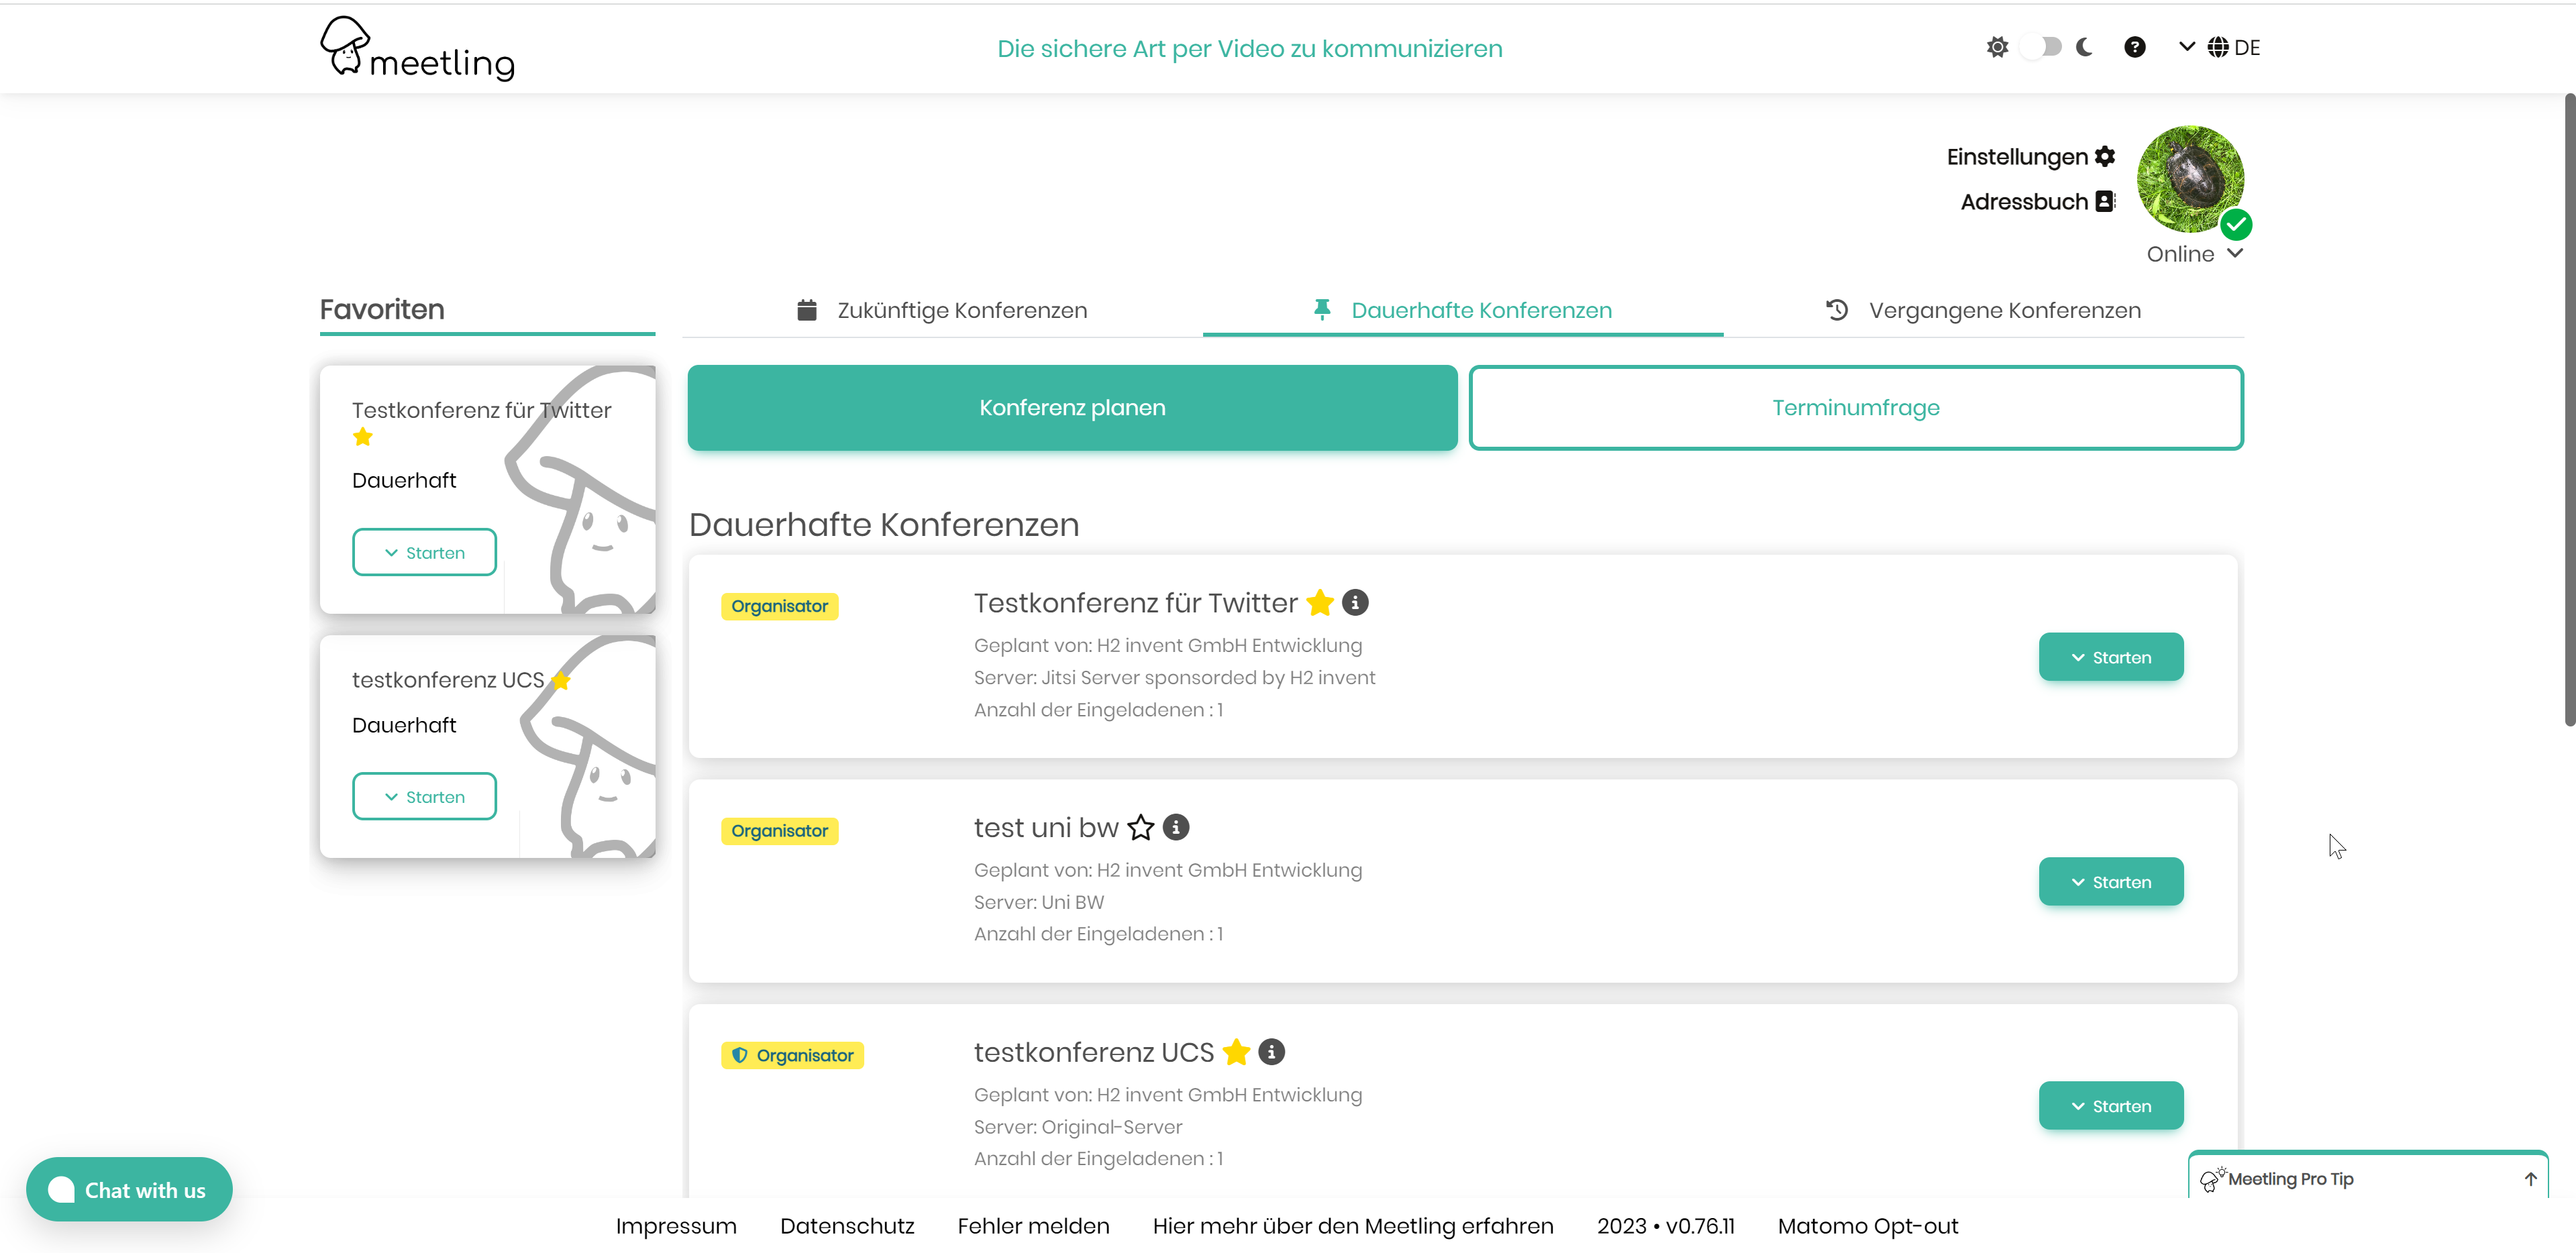 meetling
Die sichere Art per Video zu kommunizieren
DE
Einstellungen
Adressbuch
Online
Favoriten
Testkonferenz für Twitter
Dauerhaft
Starten
testkonferenz UCS
Dauerhaft
Starten
Zukünftige Konferenzen
Dauerhafte Konferenzen
Vergangene Konferenzen
Konferenz planen
Terminumfrage
Dauerhafte Konferenzen
Organisator
Testkonferenz für Twitter
Geplant von: H2 invent GmbH Entwicklung
Server: Jitsi Server sponsorded by H2 invent
Anzahl der Eingeladenen : 1
Starten
Organisator
test uni bw
Geplant von: H2 invent GmbH Entwicklung
Server: Uni BW
Anzahl der Eingeladenen : 1
Starten
Organisator
testkonferenz UCS
Geplant von: H2 invent GmbH Entwicklung
Server: Original-Server
Anzahl der Eingeladenen : 1
Starten
Chat with us
Meetling Pro Tip
Impressum Datenschutz Fehler melden Hier mehr über den Meetling erfahren 2023 • v0.76.11 Matomo Opt-out